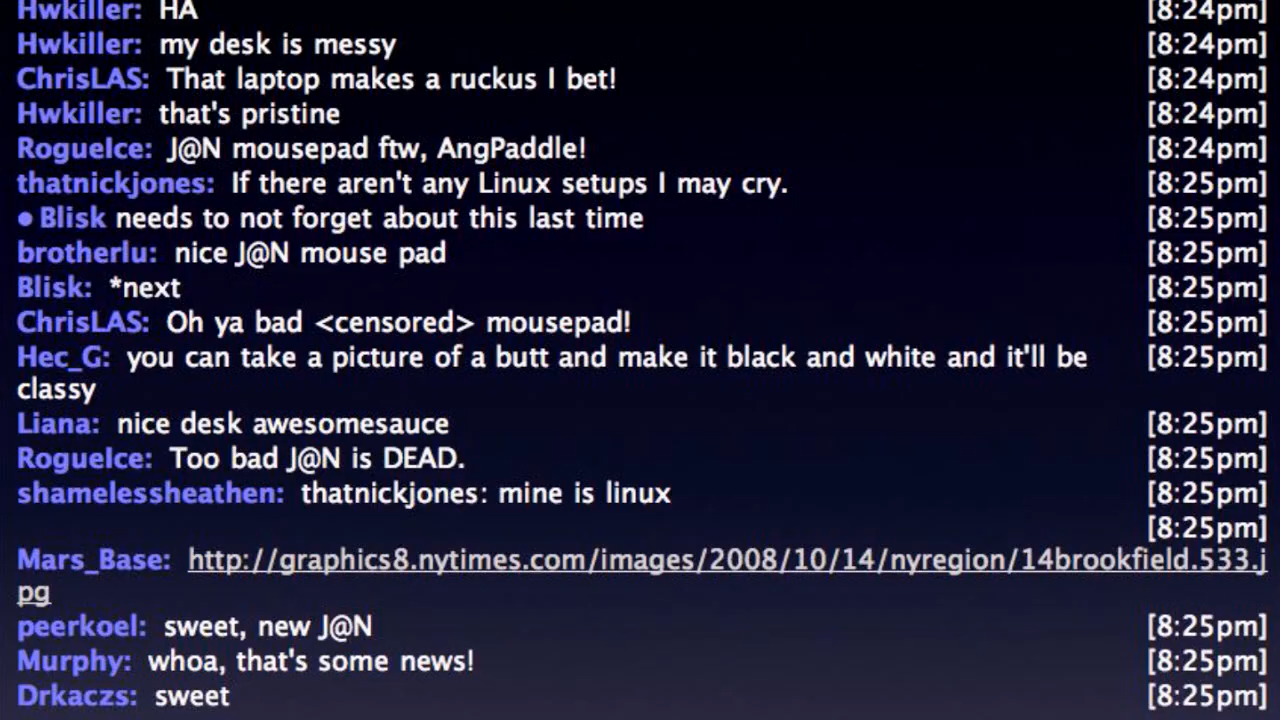 Hwkiller: HA [8:24pm]
Hwkiller: my desk is messy [8:24pm]
ChrisLAS: That laptop makes a ruckus I bet! [8:24pm]
Hwkiller: that's pristine [8:24pm]
RogueIce: J@N mousepad ftw, AngPaddle! [8:24pm]
thatnickjones: If there aren't any Linux setups I may cry. [8:25pm]
•Blisk needs to not forget about this last time [8:25pm]
brotherlu: nice J@N mouse pad [8:25pm]
Blisk: *next [8:25pm]
ChrisLAS: Oh ya bad <censored> mousepad! [8:25pm]
Hec_G: you can take a picture of a butt and make it black and white and it'll be [8:25pm]
classy
Liana: nice desk awesomesauce [8:25pm]
RogueIce: Too bad J@N is DEAD. [8:25pm]
shamelessheathen: thatnickjones: mine is linux [8:25pm]
[8:25pm]
Mars_Base: http://graphics8.nytimes.com/images/2008/10/14/nyregion/14brookfield.533.j
pg
peerkoel: sweet, new J@N [8:25pm]
Murphy: whoa, that's some news! [8:25pm]
Drkaczs: sweet [8:25pm]